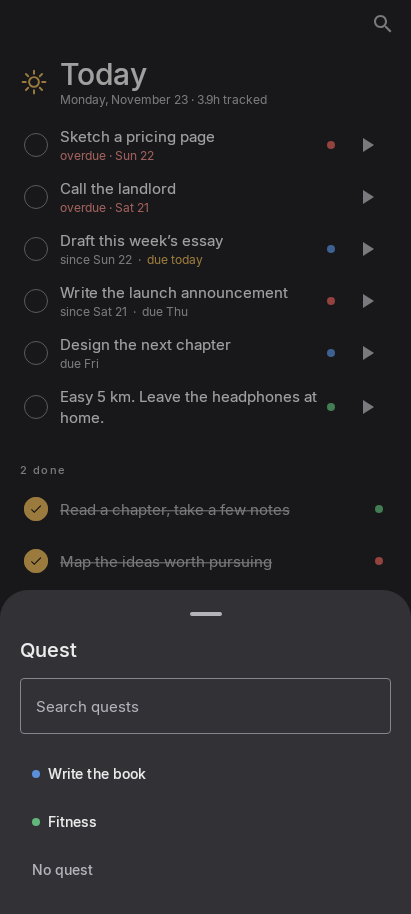 Today
Monday, November 23 · 3.9h tracked
Sketch a pricing page
overdue · Sun 22
Call the landlord
overdue · Sat 21
Draft this week’s essay
since Sun 22 · due today
Write the launch announcement
since Sat 21 · due Thu
Design the next chapter
due Fri
Easy 5 km. Leave the headphones at
home.
2 done
Read a chapter, take a few notes
Map the ideas worth pursuing
Quest
Search quests
Write the book
Fitness
No quest